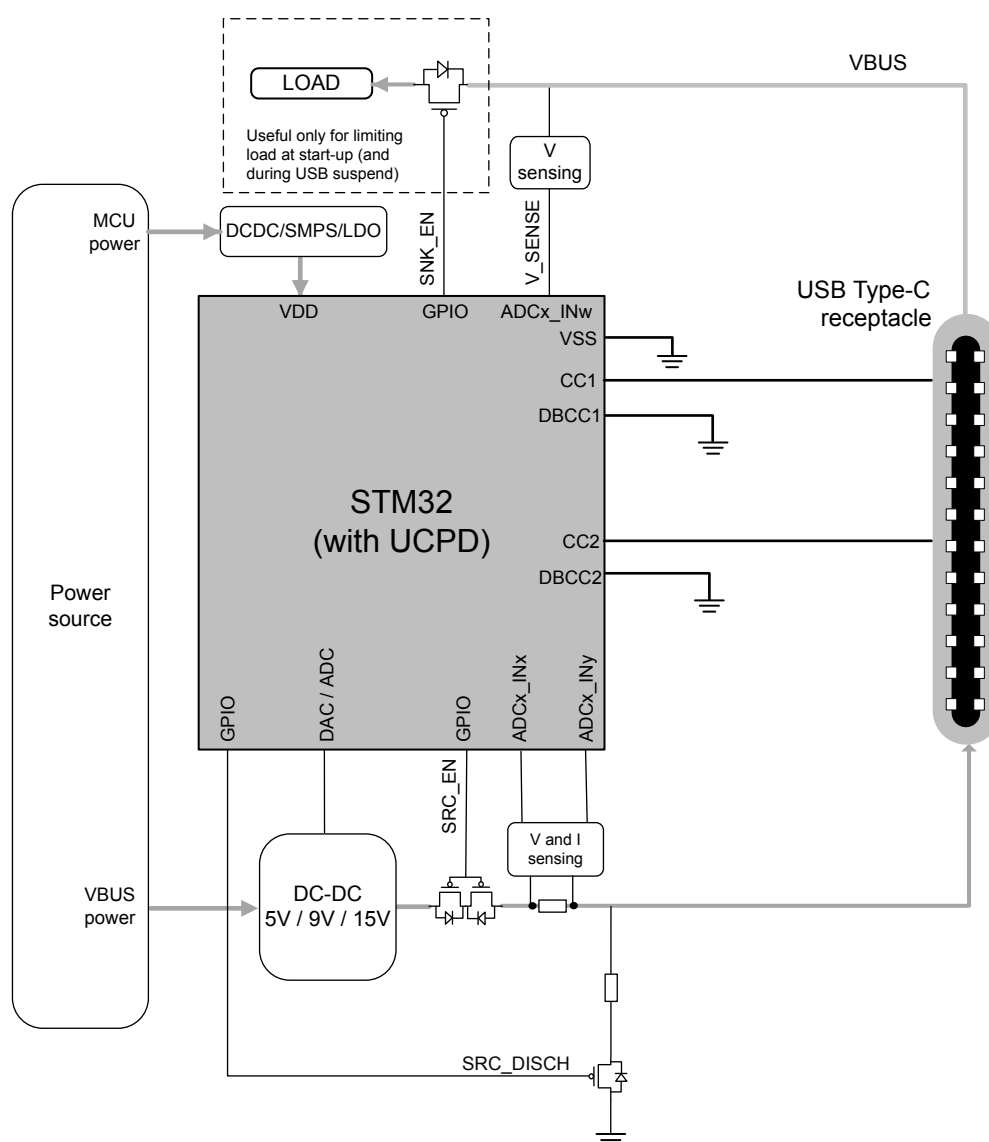 VBUS
LOAD
Useful only for limiting
load at start-up (and
during USB suspend)
V
sensing
MCU
power
DCDC/SMPS/LDO
SNK_EN
V_SENSE
USB Type-C
receptacle
VDD
GPIO
ADCx_INw
VSS
CC1
DBCC1
STM32
(with UCPD)
CC2
DBCC2
Power
source
GPIO
DAC / ADC
GPIO
ADCx_INx
ADCx_INy
SRC_EN
V and I
sensing
VBUS
power
DC-DC
5V / 9V / 15V
SRC_DISCH